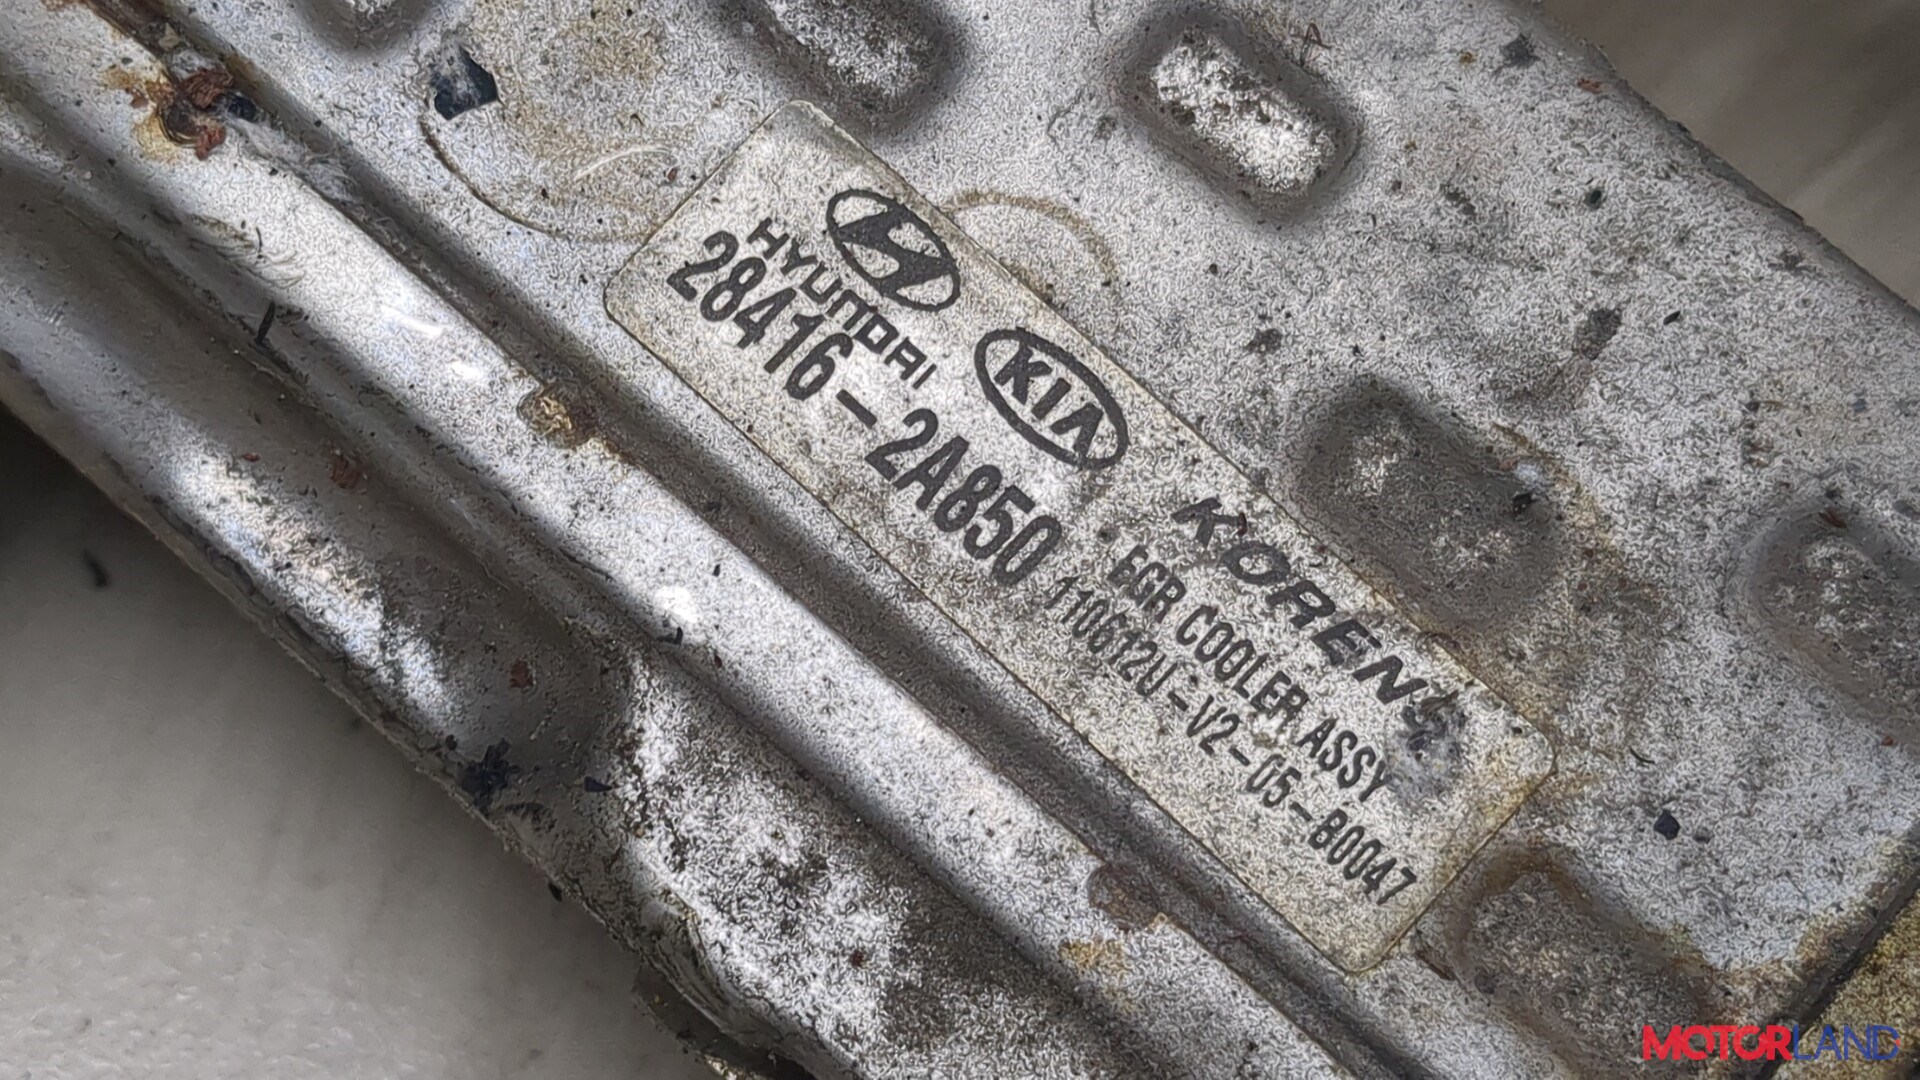 HYUNDAI
KIA
28416-2A850
KORENS
EGR COOLER ASSY
110612U-V2-05-B0047
MOTORLAND